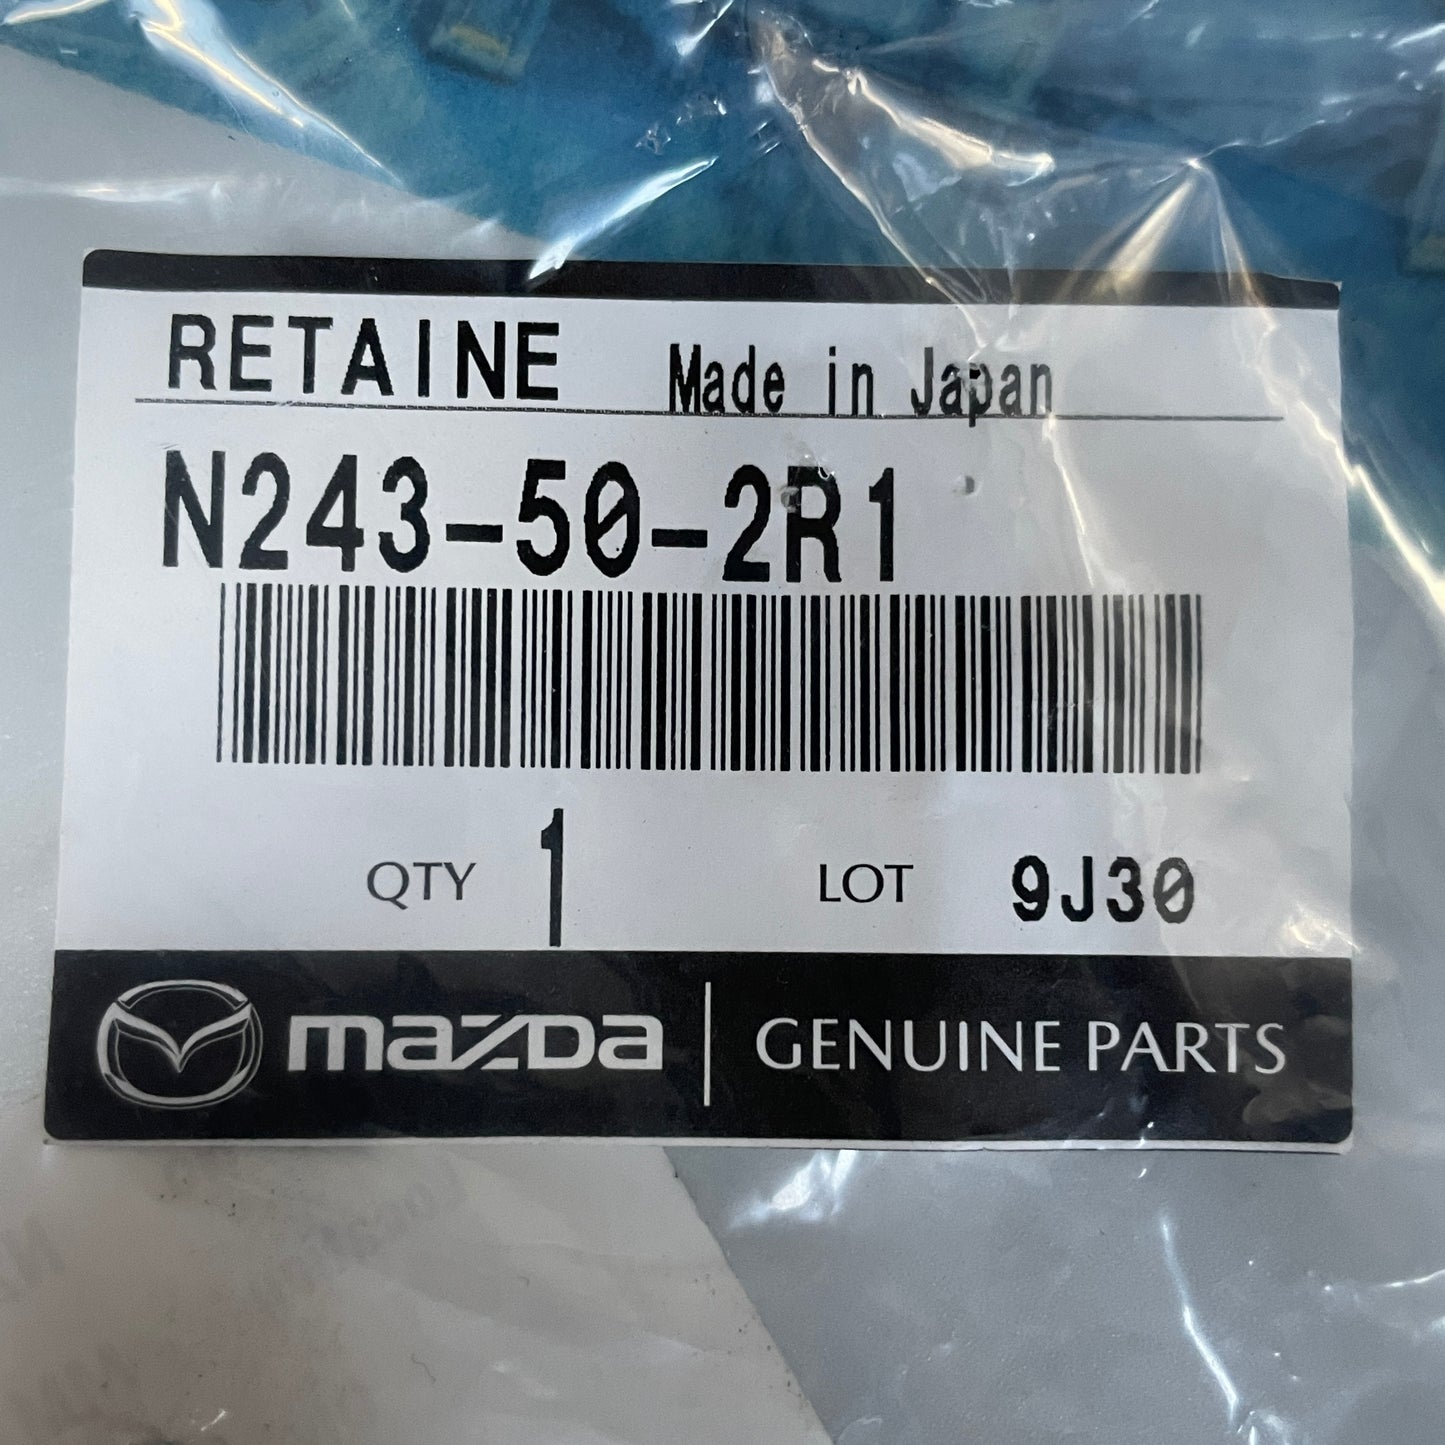 RETAINE Made in Japan
N243-50-2R1
QTY 1 LOT 9J30
mazda GENUINE PARTS